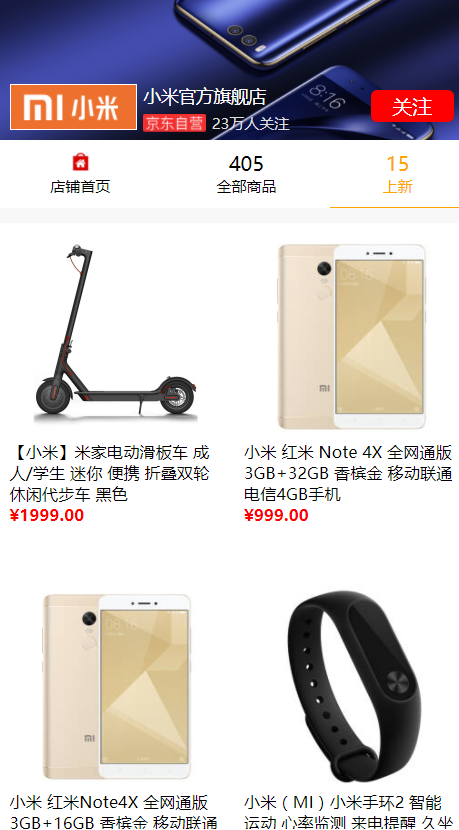 8:16
MI 小米
小米官方旗舰店
京东自营 23万人关注
关注
405
15
店铺首页
全部商品
上新
【小米】米家电动滑板车 成
人/学生 迷你 便携 折叠双轮
休闲代步车 黑色
¥1999.00
小米 红米 Note 4X 全网通版
3GB+32GB 香槟金 移动联通
电信4GB手机
¥999.00
小米 红米Note4X 全网通版
3GB+16GB 香槟金 移动联通
小米（MI）小米手环2 智能
运动 心率监测 来电提醒 久坐